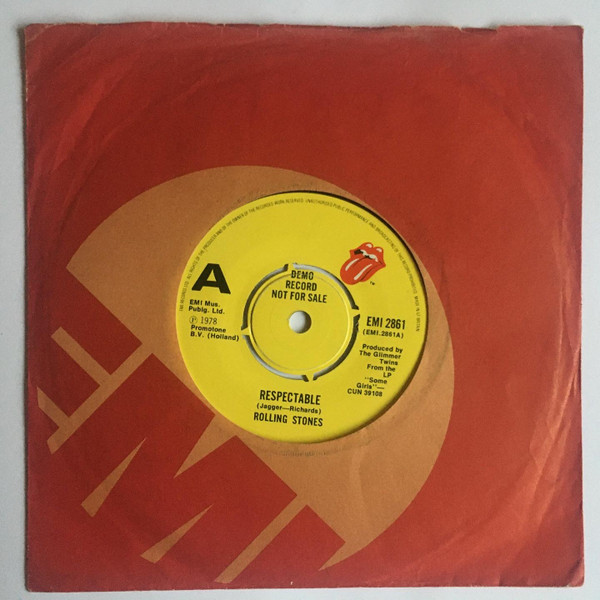 DEMO
RECORD
NOT FOR SALE
A
EMI Mus.
Pubig. Ltd.
Ⓟ 1978
Promotone
B.V. (Holland)
TM
EMI 2861
(EMI.2861A)
Produced by
The Glimmer
Twins
From the
LP
"Some
Girls"—
CUN 39108
RESPECTABLE
(Jagger—Richards)
ROLLING STONES
EMI